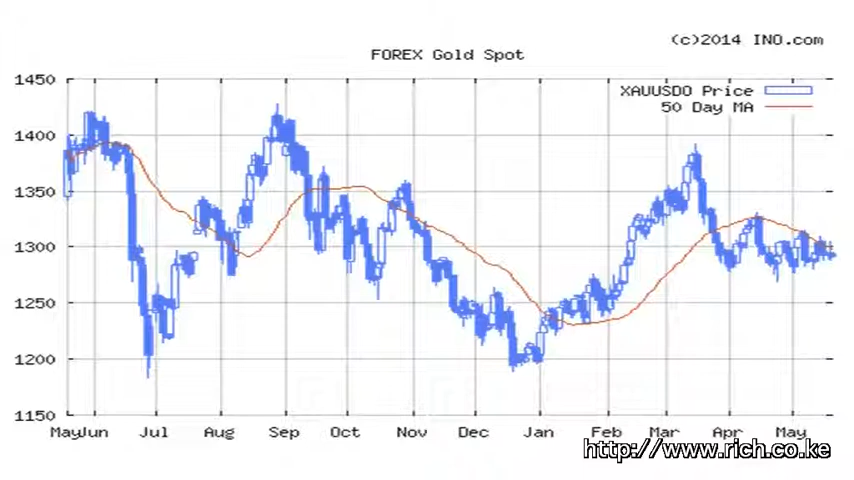 (c)2014 INO.com
FOREX Gold Spot
1450
XAUUSDO Price
50 Day MA
1400
1350
1300
1250
1200
1150
MayJun Jul Aug Sep Oct Nov Dec Jan Feb Mar Apr May
http://www.rich.co.ke